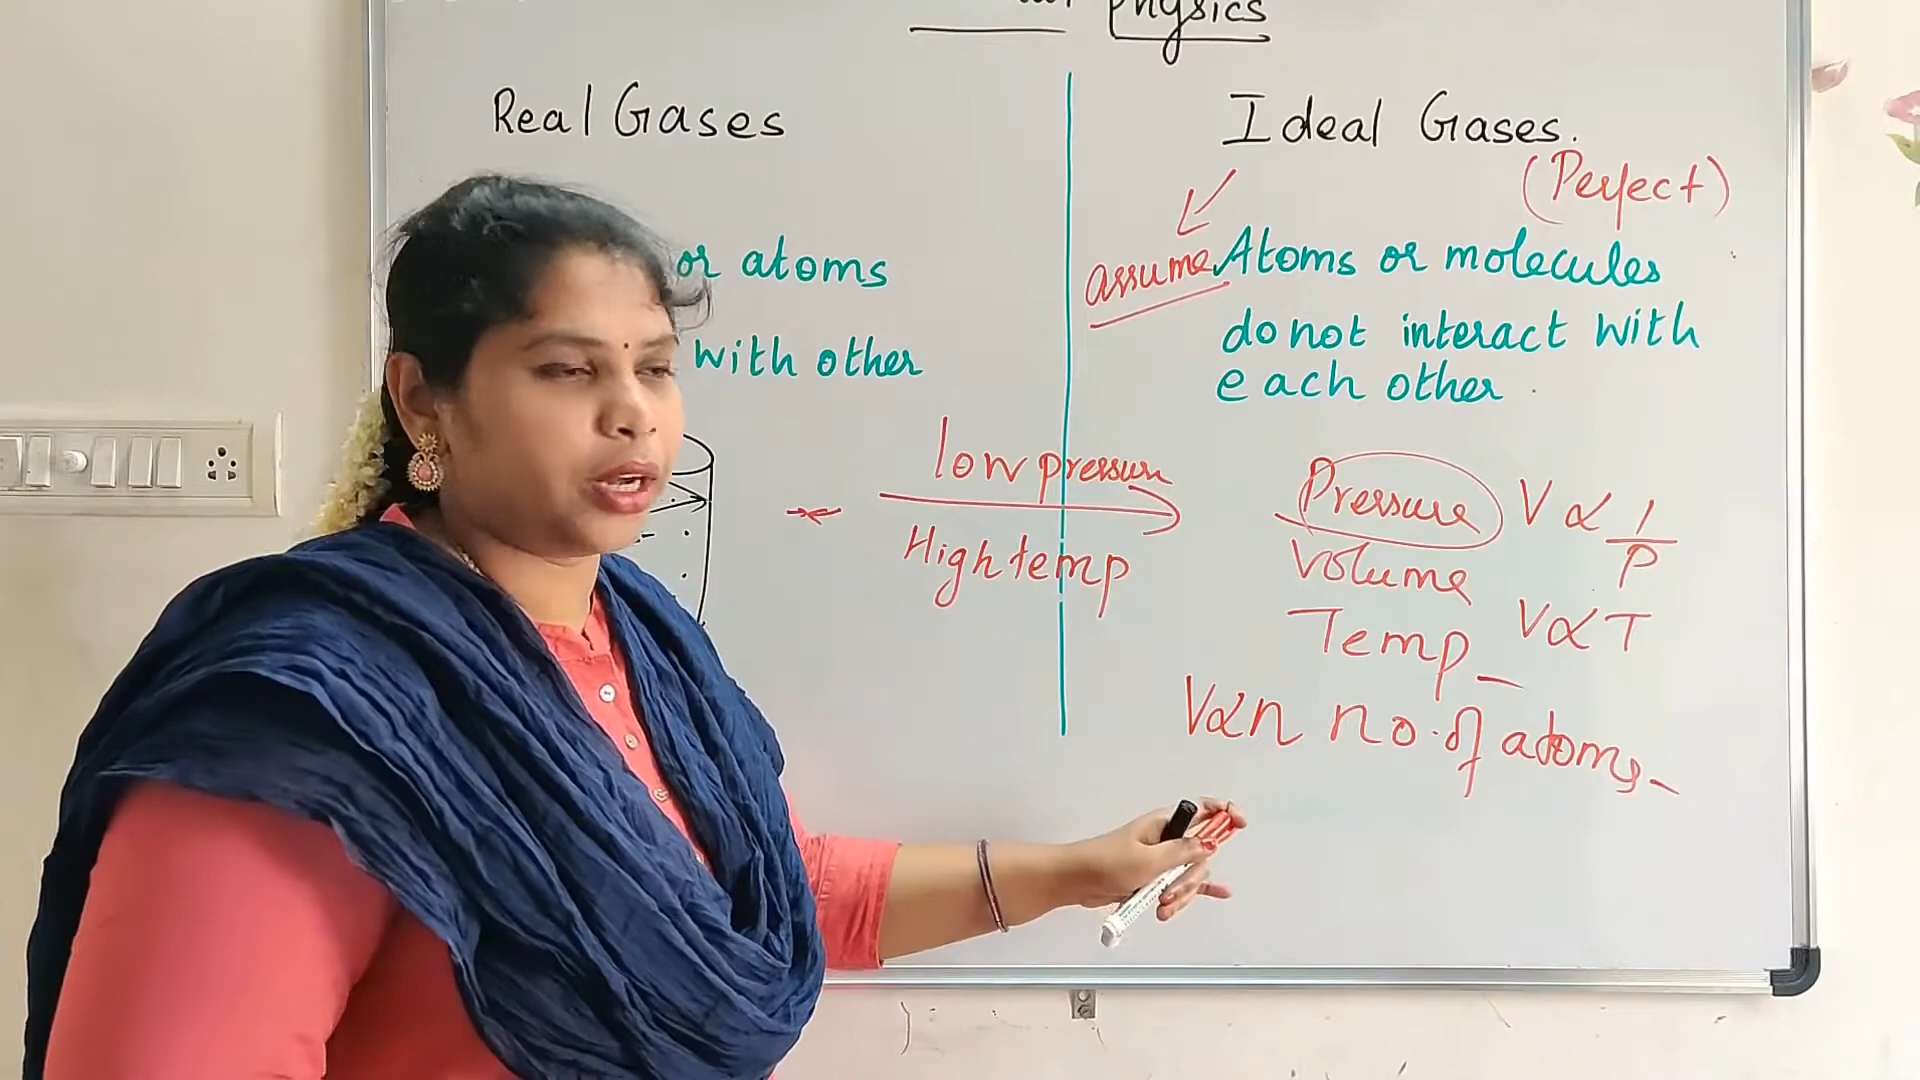 Physics
Real Gases
or atoms
with other
low pressure
High temp
Ideal Gases.
(Perfect)
assume Atoms or molecules
do not interact with
each other
Pressure V ∝ 1/P
Volume
Temp V∝T
V∝n no. of atoms